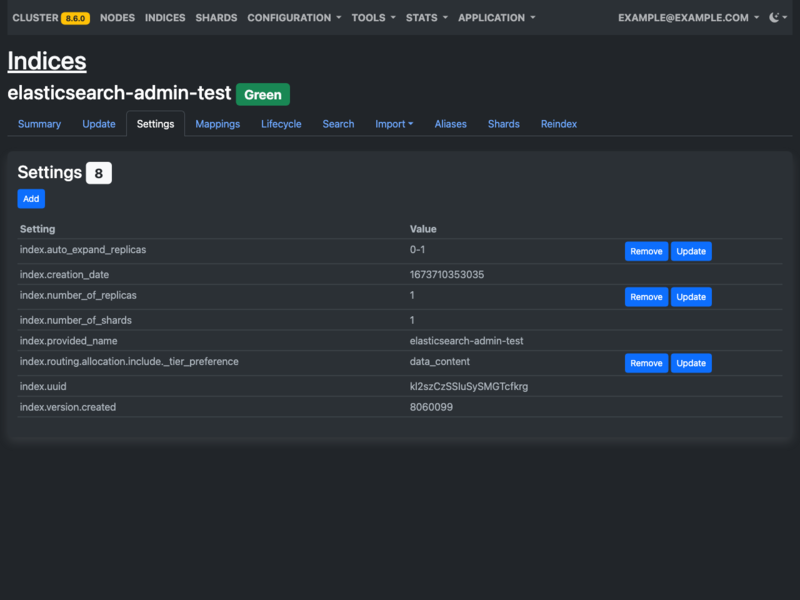 CLUSTER 8.6.0 NODES INDICES SHARDS CONFIGURATION TOOLS STATS APPLICATION EXAMPLE@EXAMPLE.COM
Indices
elasticsearch-admin-test Green
Summary Update Settings Mappings Lifecycle Search Import Aliases Shards Reindex
Settings 8
Add
Setting Value
index.auto_expand_replicas 0-1 Remove Update
index.creation_date 1673710353035
index.number_of_replicas 1 Remove Update
index.number_of_shards 1
index.provided_name elasticsearch-admin-test
index.routing.allocation.include._tier_preference data_content Remove Update
index.uuid
index.version.created 8060099